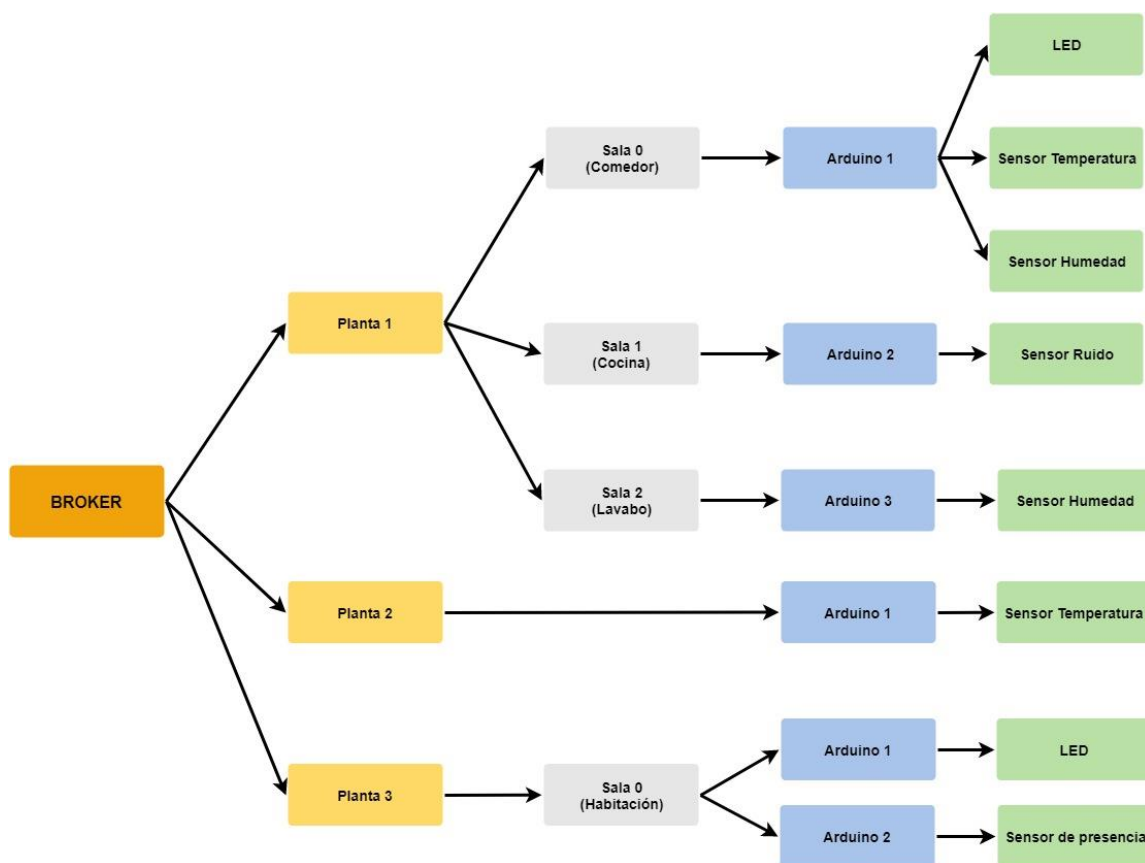 LED
Sala 0
(Comedor)
Arduino 1
Sensor Temperatura
Sensor Humedad
Planta 1
Sala 1
(Cocina)
Arduino 2
Sensor Ruido
BROKER
Sala 2
(Lavabo)
Arduino 3
Sensor Humedad
Planta 2
Arduino 1
Sensor Temperatura
Arduino 1
LED
Planta 3
Sala 0
(Habitación)
Arduino 2
Sensor de presencia